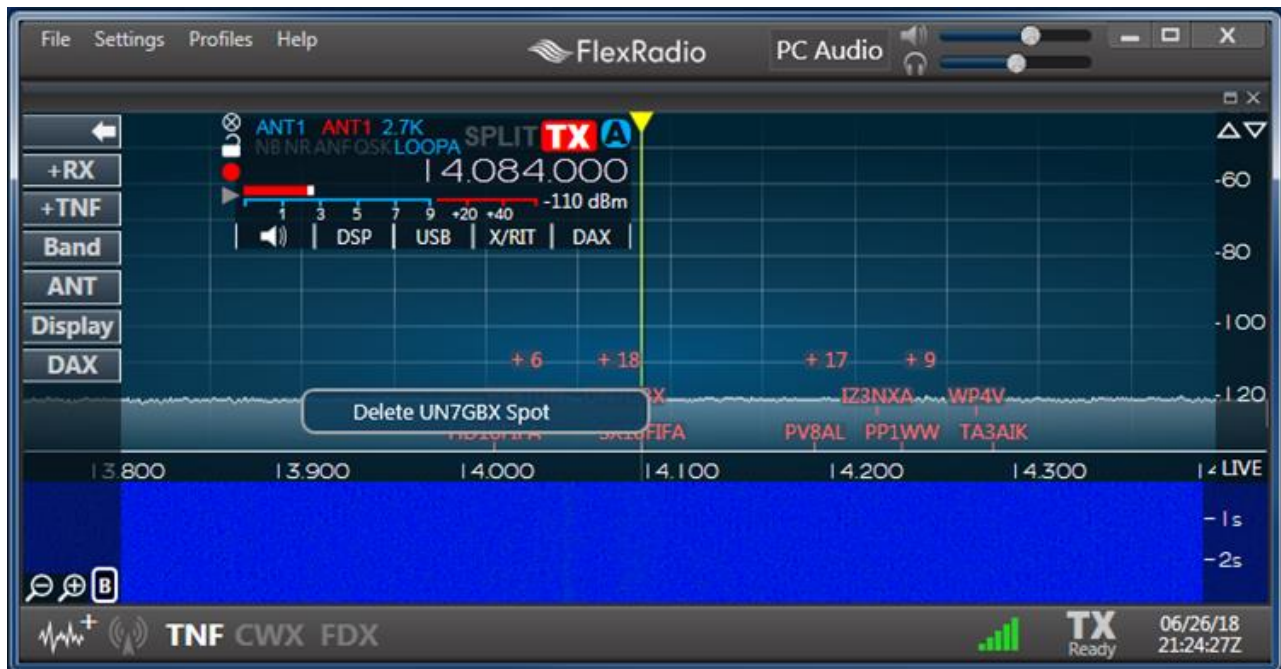 File Settings Profiles Help FlexRadio PC Audio X
ANT1 ANT1 2.7K SPLIT TX A
NB NR ANF QSK LOOPA
+RX 14.084.000
-60
+TNF -110 dBm
1 3 5 7 9 +20 +40
Band DSP USB X/RIT DAX
-80
ANT
Display -100
DAX + 6 + 18 + 17 + 9
IZ3NXA WP4V -120
Delete UN7GBX Spot
PV8AL PP1WW TA3AIK
13.800 13.900 14.000 14.100 14.200 14.300 LIVE
-1s
-2s
B
TNF CWX FDX TX 06/26/18
Ready 21:24:27Z